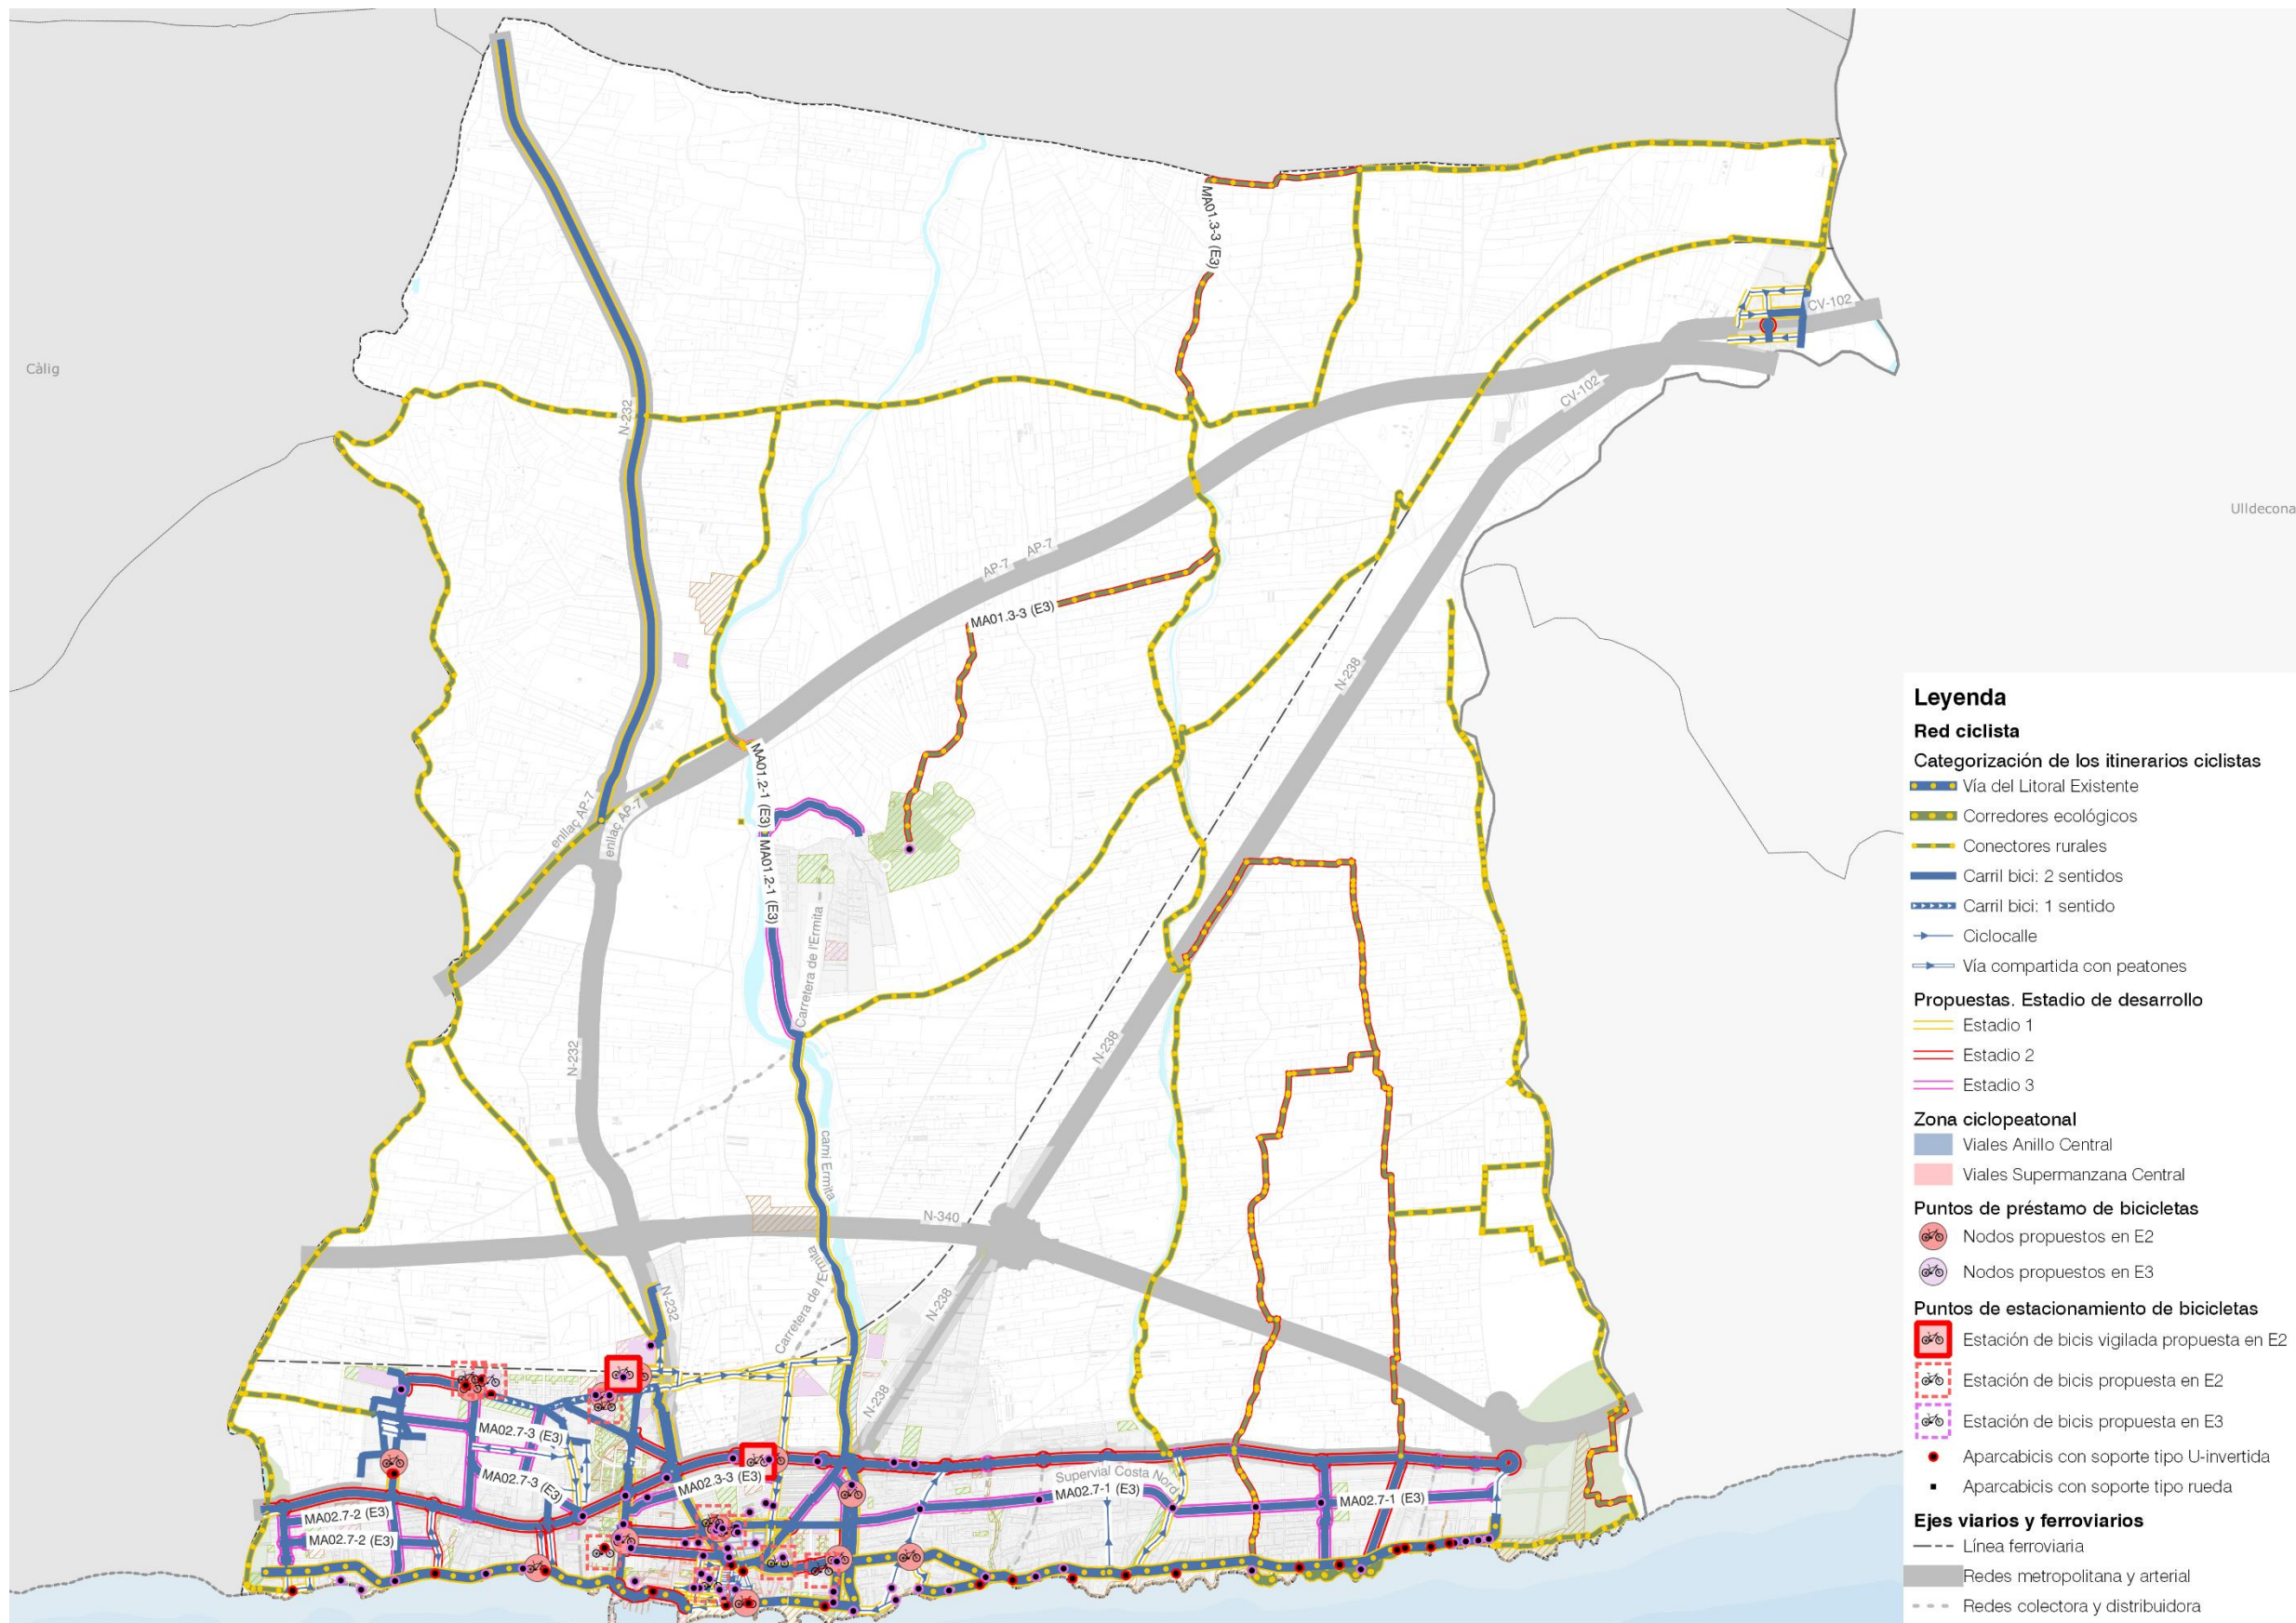 MA01.3-3 (E3)
CV-102
Càlig
CV-102
N-232
Ulldecona
AP-7
AP-7
MA01.3-3 (E3)
N-238
MA01.2-1 (E3)
enllaç AP-7
enllaç AP-7
MA01.2-1 (E3)
Carretera de l'Ermita
N-232
N-238
camí Ermita
N-340
Carretera de l'Ermita
N-232
N-238
N-238
MA02.7-3 (E3)
MA02.7-3 (E3)
MA02.3-3 (E3)
Supervial Costa Nord
MA02.7-1 (E3)
MA02.7-1 (E3)
MA02.7-2 (E3)
MA02.7-2 (E3)
Leyenda
Red ciclista
Categorización de los itinerarios ciclistas
Vía del Litoral Existente
Corredores ecológicos
Conectores rurales
Carril bici: 2 sentidos
Carril bici: 1 sentido
Ciclocalle
Vía compartida con peatones
Propuestas. Estadio de desarrollo
Estadio 1
Estadio 2
Estadio 3
Zona ciclopeatonal
Viales Anillo Central
Viales Supermanzana Central
Puntos de préstamo de bicicletas
Nodos propuestos en E2
Nodos propuestos en E3
Puntos de estacionamiento de bicicletas
Estación de bicis vigilada propuesta en E2
Estación de bicis propuesta en E2
Estación de bicis propuesta en E3
Aparcabicis con soporte tipo U-invertida
Aparcabicis con soporte tipo rueda
Ejes viarios y ferroviarios
Línea ferroviaria
Redes metropolitana y arterial
Redes colectora y distribuidora